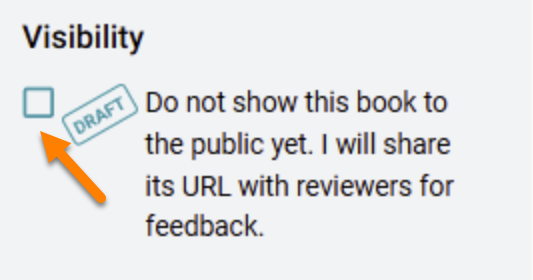 Visibility
DRAFT
Do not show this book to
the public yet. I will share
its URL with reviewers for
feedback.